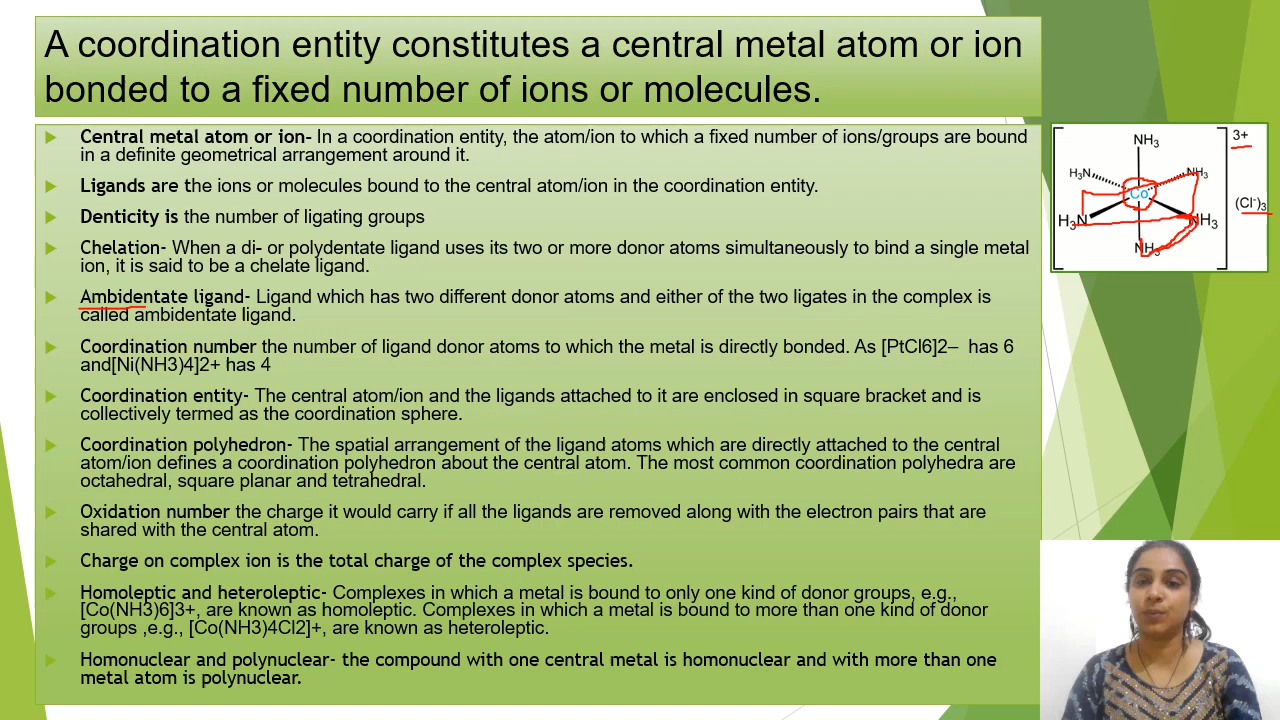 A coordination entity constitutes a central metal atom or ion
bonded to a fixed number of ions or molecules.
Central metal atom or ion- In a coordination entity, the atom/ion to which a fixed number of ions/groups are bound
in a definite geometrical arrangement around it.
Ligands are the ions or molecules bound to the central atom/ion in the coordination entity.
Denticity is the number of ligating groups
Chelation- When a di- or polydentate ligand uses its two or more donor atoms simultaneously to bind a single metal
ion, it is said to be a chelate ligand.
Ambidentate ligand- Ligand which has two different donor atoms and either of the two ligates in the complex is
called ambidentate ligand.
Coordination number the number of ligand donor atoms to which the metal is directly bonded. As [PtCl6]2– has 6
and[Ni(NH3)4]2+ has 4
Coordination entity- The central atom/ion and the ligands attached to it are enclosed in square bracket and is
collectively termed as the coordination sphere.
Coordination polyhedron- The spatial arrangement of the ligand atoms which are directly attached to the central
atom/ion defines a coordination polyhedron about the central atom. The most common coordination polyhedra are
octahedral, square planar and tetrahedral.
Oxidation number the charge it would carry if all the ligands are removed along with the electron pairs that are
shared with the central atom.
Charge on complex ion is the total charge of the complex species.
Homoleptic and heteroleptic- Complexes in which a metal is bound to only one kind of donor groups, e.g.,
[Co(NH3)6]3+, are known as homoleptic. Complexes in which a metal is bound to more than one kind of donor
groups ,e.g., [Co(NH3)4Cl2]+, are known as heteroleptic.
Homonuclear and polynuclear- the compound with one central metal is homonuclear and with more than one
metal atom is polynuclear.
3+
NH₃
H₃N NH₃
Co
(Cl⁻)₃
H₃N NH₃
NH₃